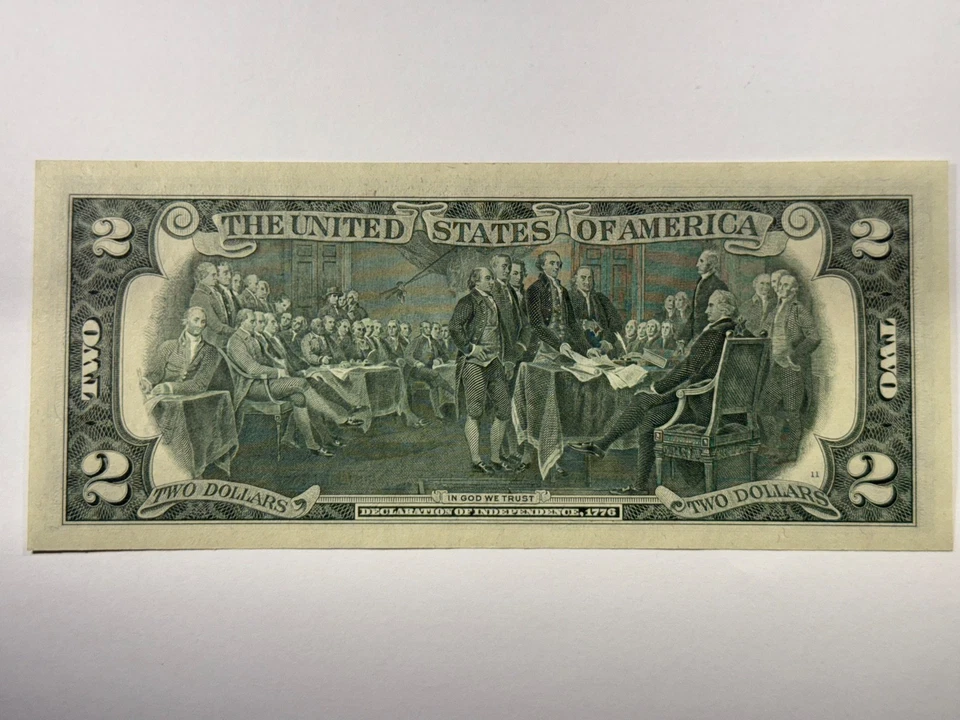 2 THE UNITED STATES OF AMERICA 2
TWO TWO
2 11 2
TWO DOLLARS IN GOD WE TRUST TWO DOLLARS
DECLARATION OF INDEPENDENCE, 1776